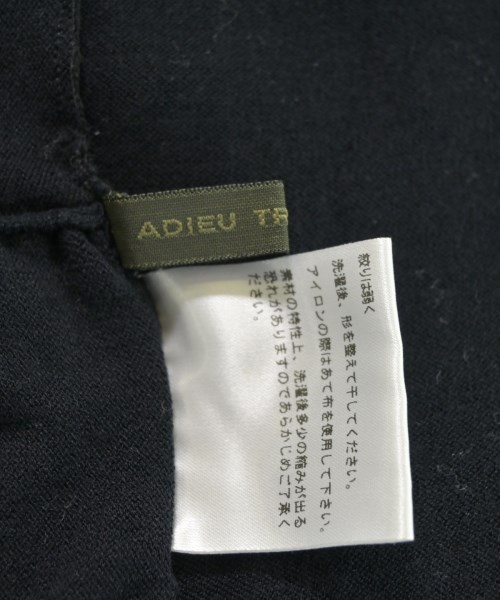 ADIEU TR
絞りは弱く
洗濯後、形を整えて干してください。
アイロンの際はあて布を使用して下さい。
素材の特性上、洗濯後多少の縮みが出る
恐れがありますのであらかじめご了承く
ださい。